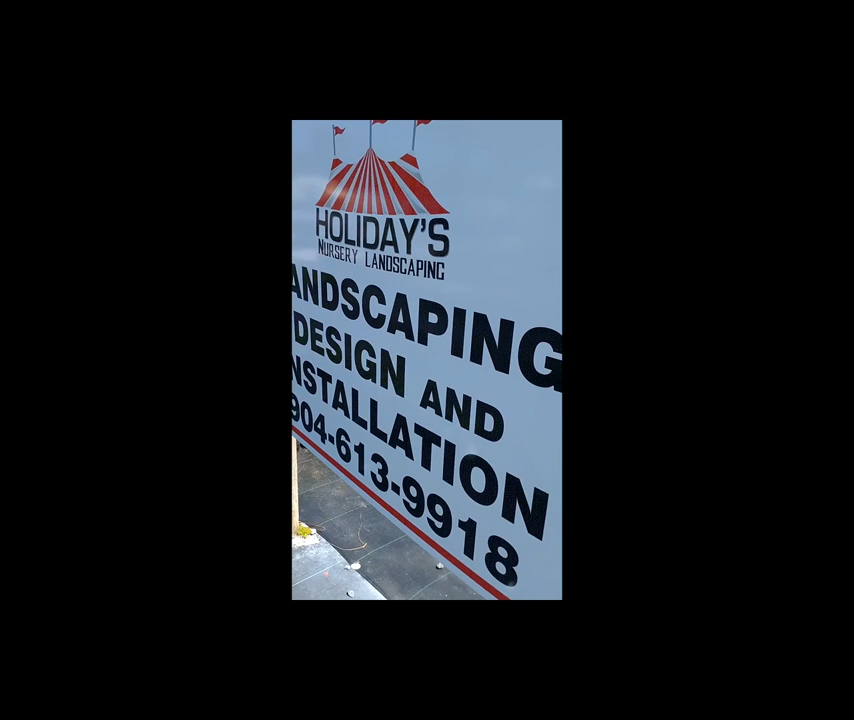 HOLIDAY'S
NURSERY LANDSCAPING
ANDSCAPING
DESIGN AND
NSTALLATION
904-613-9918